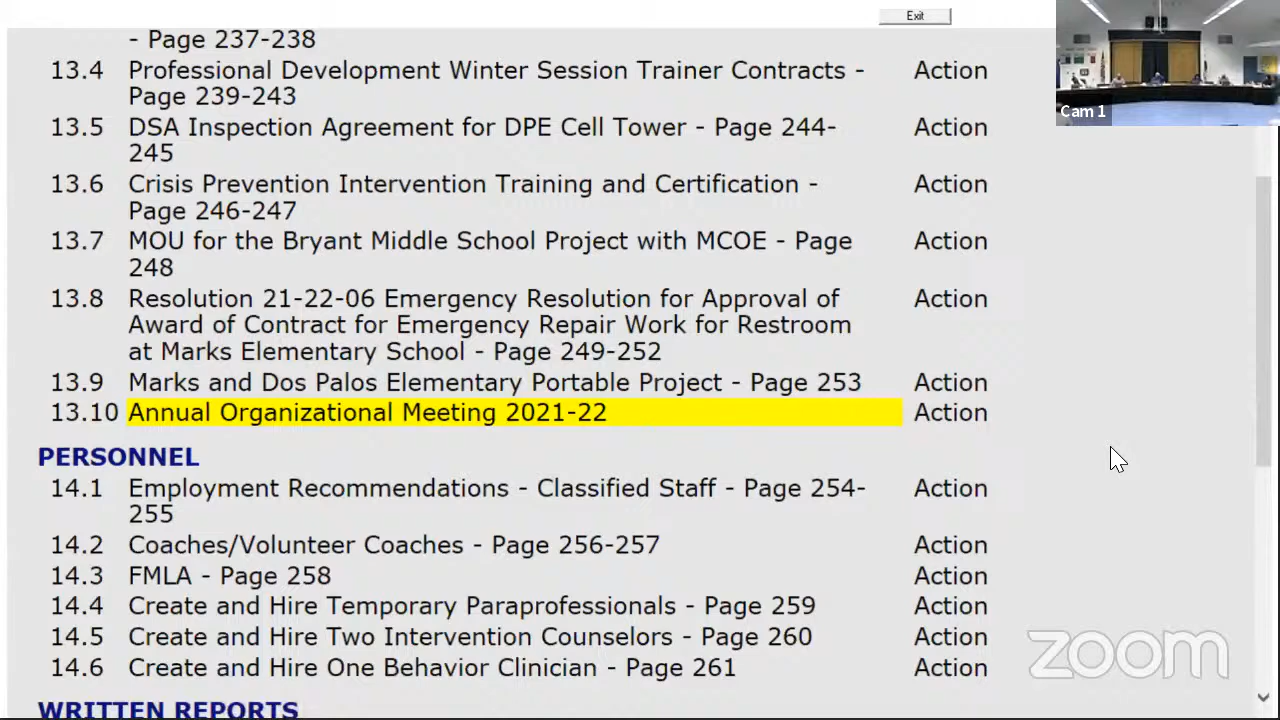 Exit
- Page 237-238
13.4 Professional Development Winter Session Trainer Contracts - Action
Page 239-243
13.5 DSA Inspection Agreement for DPE Cell Tower - Page 244- Action
245
13.6 Crisis Prevention Intervention Training and Certification - Action
Page 246-247
13.7 MOU for the Bryant Middle School Project with MCOE - Page Action
248
13.8 Resolution 21-22-06 Emergency Resolution for Approval of Action
Award of Contract for Emergency Repair Work for Restroom
at Marks Elementary School - Page 249-252
13.9 Marks and Dos Palos Elementary Portable Project - Page 253 Action
13.10 Annual Organizational Meeting 2021-22 Action
PERSONNEL
14.1 Employment Recommendations - Classified Staff - Page 254- Action
255
14.2 Coaches/Volunteer Coaches - Page 256-257 Action
14.3 FMLA - Page 258 Action
14.4 Create and Hire Temporary Paraprofessionals - Page 259 Action
14.5 Create and Hire Two Intervention Counselors - Page 260 Action
14.6 Create and Hire One Behavior Clinician - Page 261 Action
WRITTEN REPORTS
Cam 1
zoom